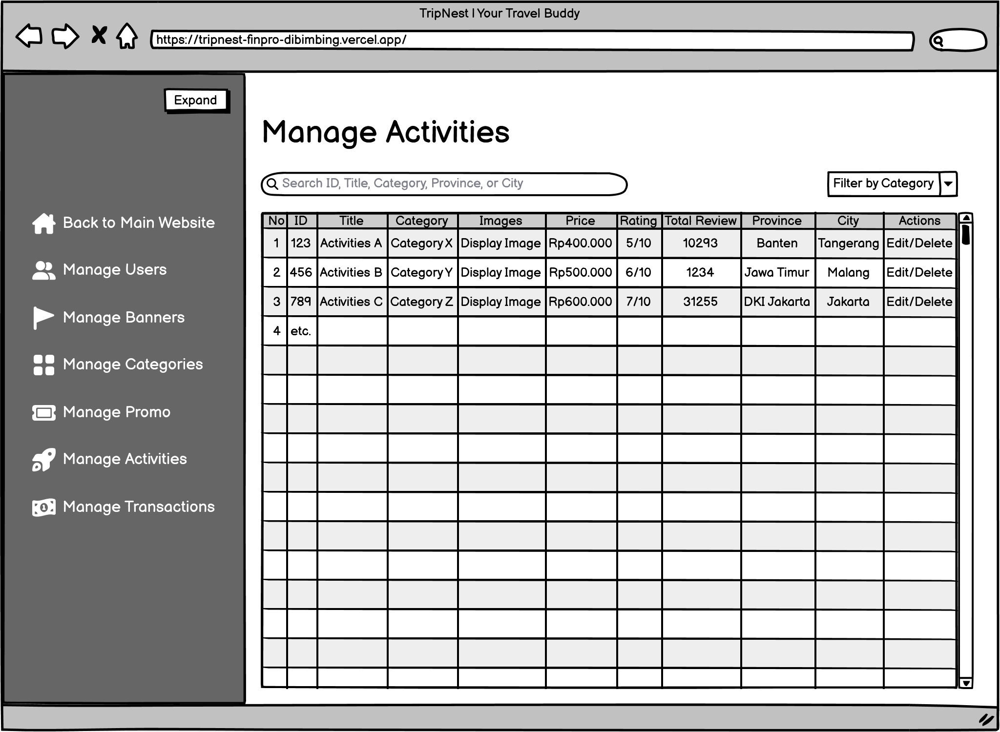 TripNest | Your Travel Buddy
https://tripnest-finpro-dibimbing.vercel.app/
Expand
Back to Main Website
Manage Users
Manage Banners
Manage Categories
Manage Promo
Manage Activities
1
Manage Transactions
Manage Activities
Search ID, Title, Category, Province, or City
Filter by Category
No ID Title Category Images Price Rating Total Review Province City Actions
1 123 Activities A Category X Display Image Rp400.000 5/10 10293 Banten Tangerang Edit/Delete
2 456 Activities B Category Y Display Image Rp500.000 6/10 1234 Jawa Timur Malang Edit/Delete
3 789 Activities C Category Z Display Image Rp600.000 7/10 31255 DKI Jakarta Jakarta Edit/Delete
4 etc.